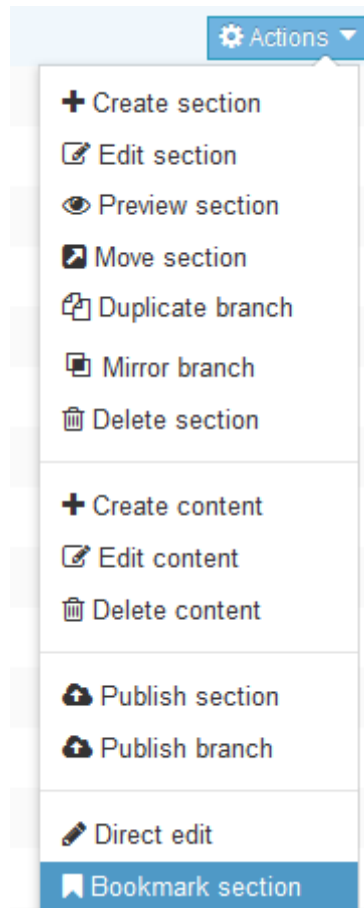 Actions
Create section
Edit section
Preview section
Move section
Duplicate branch
Mirror branch
Delete section
Create content
Edit content
Delete content
Publish section
Publish branch
Direct edit
Bookmark section